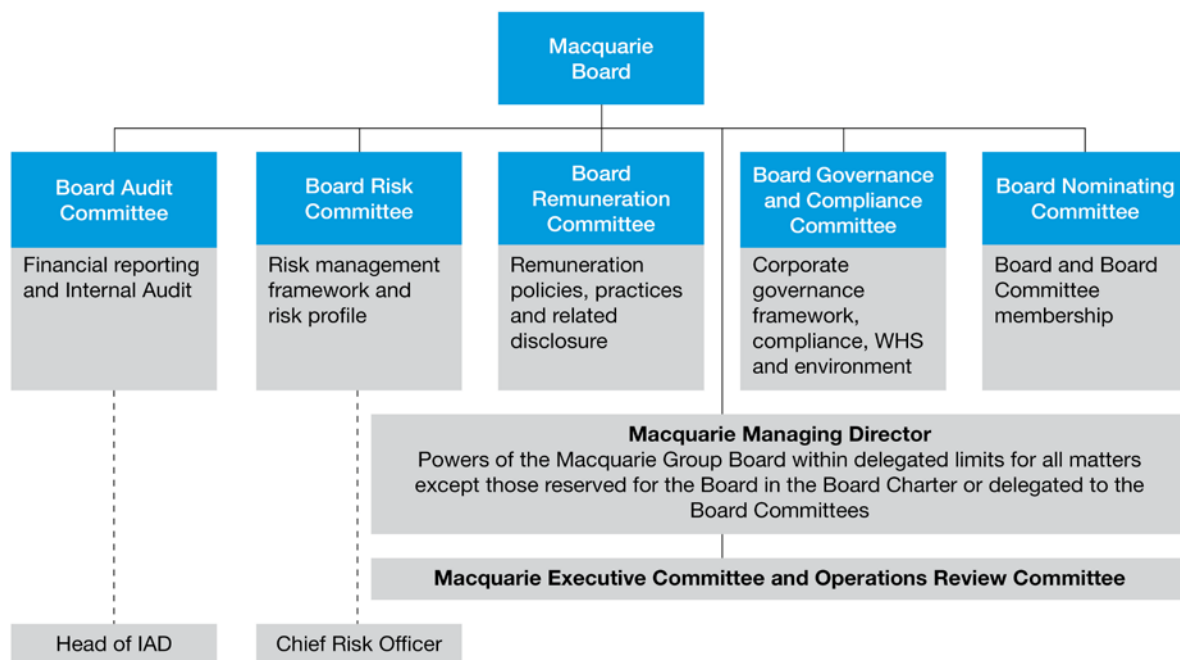 Macquarie
Board
Board Audit
Committee
Financial reporting
and Internal Audit
Board Risk
Committee
Risk management
framework and
risk profile
Board
Remuneration
Committee
Remuneration
policies, practices
and related
disclosure
Board Governance
and Compliance
Committee
Corporate
governance
framework,
compliance, WHS
and environment
Board Nominating
Committee
Board and Board
Committee
membership
Macquarie Managing Director
Powers of the Macquarie Group Board within delegated limits for all matters
except those reserved for the Board in the Board Charter or delegated to the
Board Committees
Macquarie Executive Committee and Operations Review Committee
Head of IAD
Chief Risk Officer